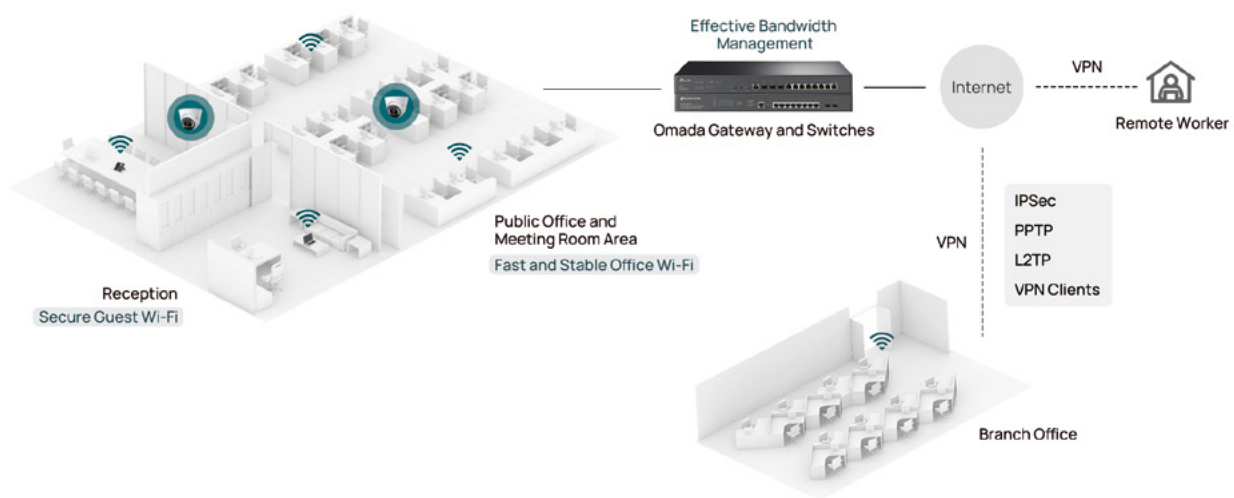 Effective Bandwidth
Management
Omada Gateway and Switches
Internet
VPN
Remote Worker
Public Office and
Meeting Room Area
Fast and Stable Office Wi-Fi
Reception
Secure Guest Wi-Fi
VPN
IPSec
PPTP
L2TP
VPN Clients
Branch Office